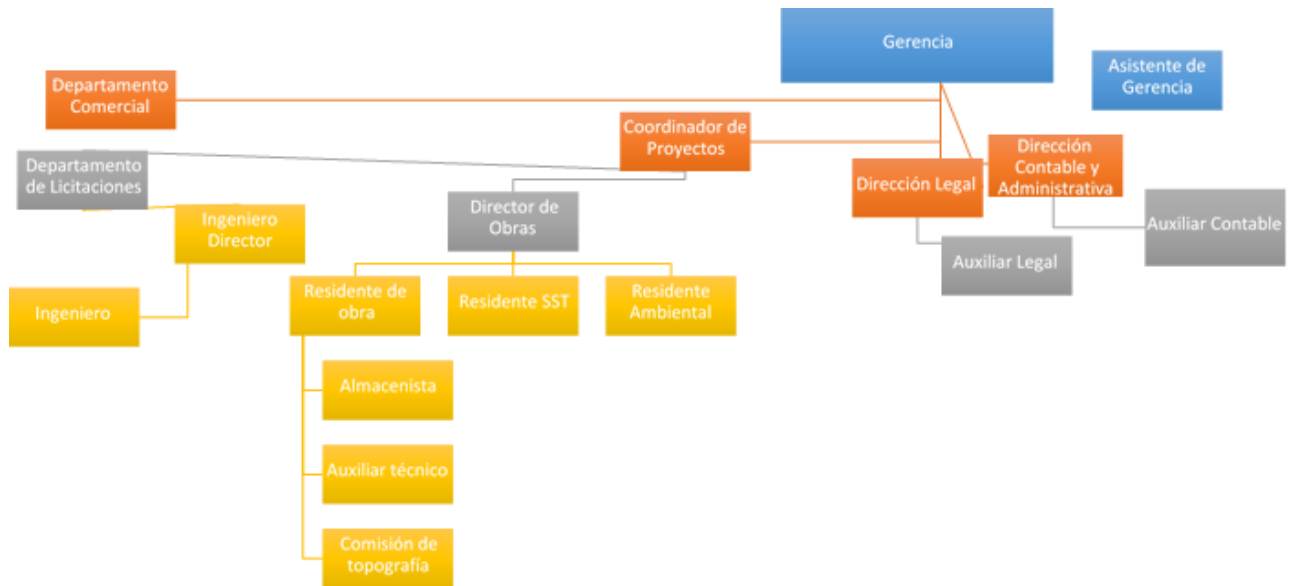 Gerencia
Asistente de
Gerencia
Departamento
Comercial
Coordinador de
Proyectos
Dirección
Contable y
Administrativa
Dirección Legal
Departamento
de Licitaciones
Director de
Obras
Auxiliar Contable
Auxiliar Legal
Ingeniero
Director
Ingeniero
Residente de
obra
Residente SST
Residente
Ambiental
Almacenista
Auxiliar técnico
Comisión de
topografía